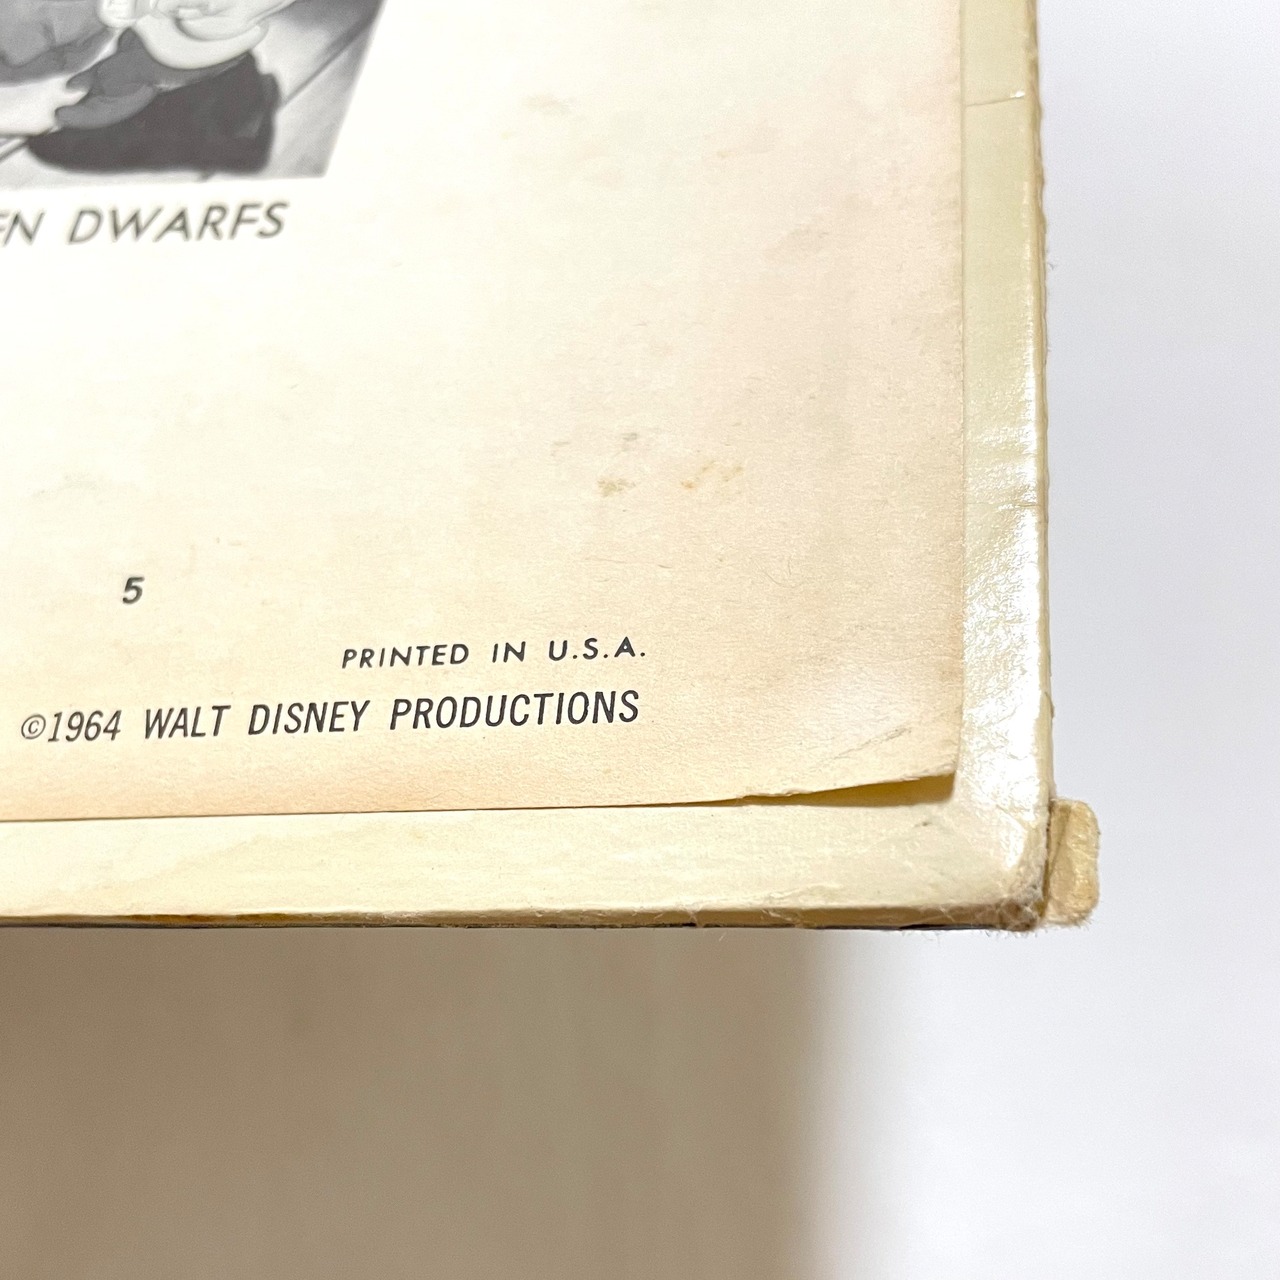 EN DWARFS
5
PRINTED IN U.S.A.
©1964 WALT DISNEY PRODUCTIONS